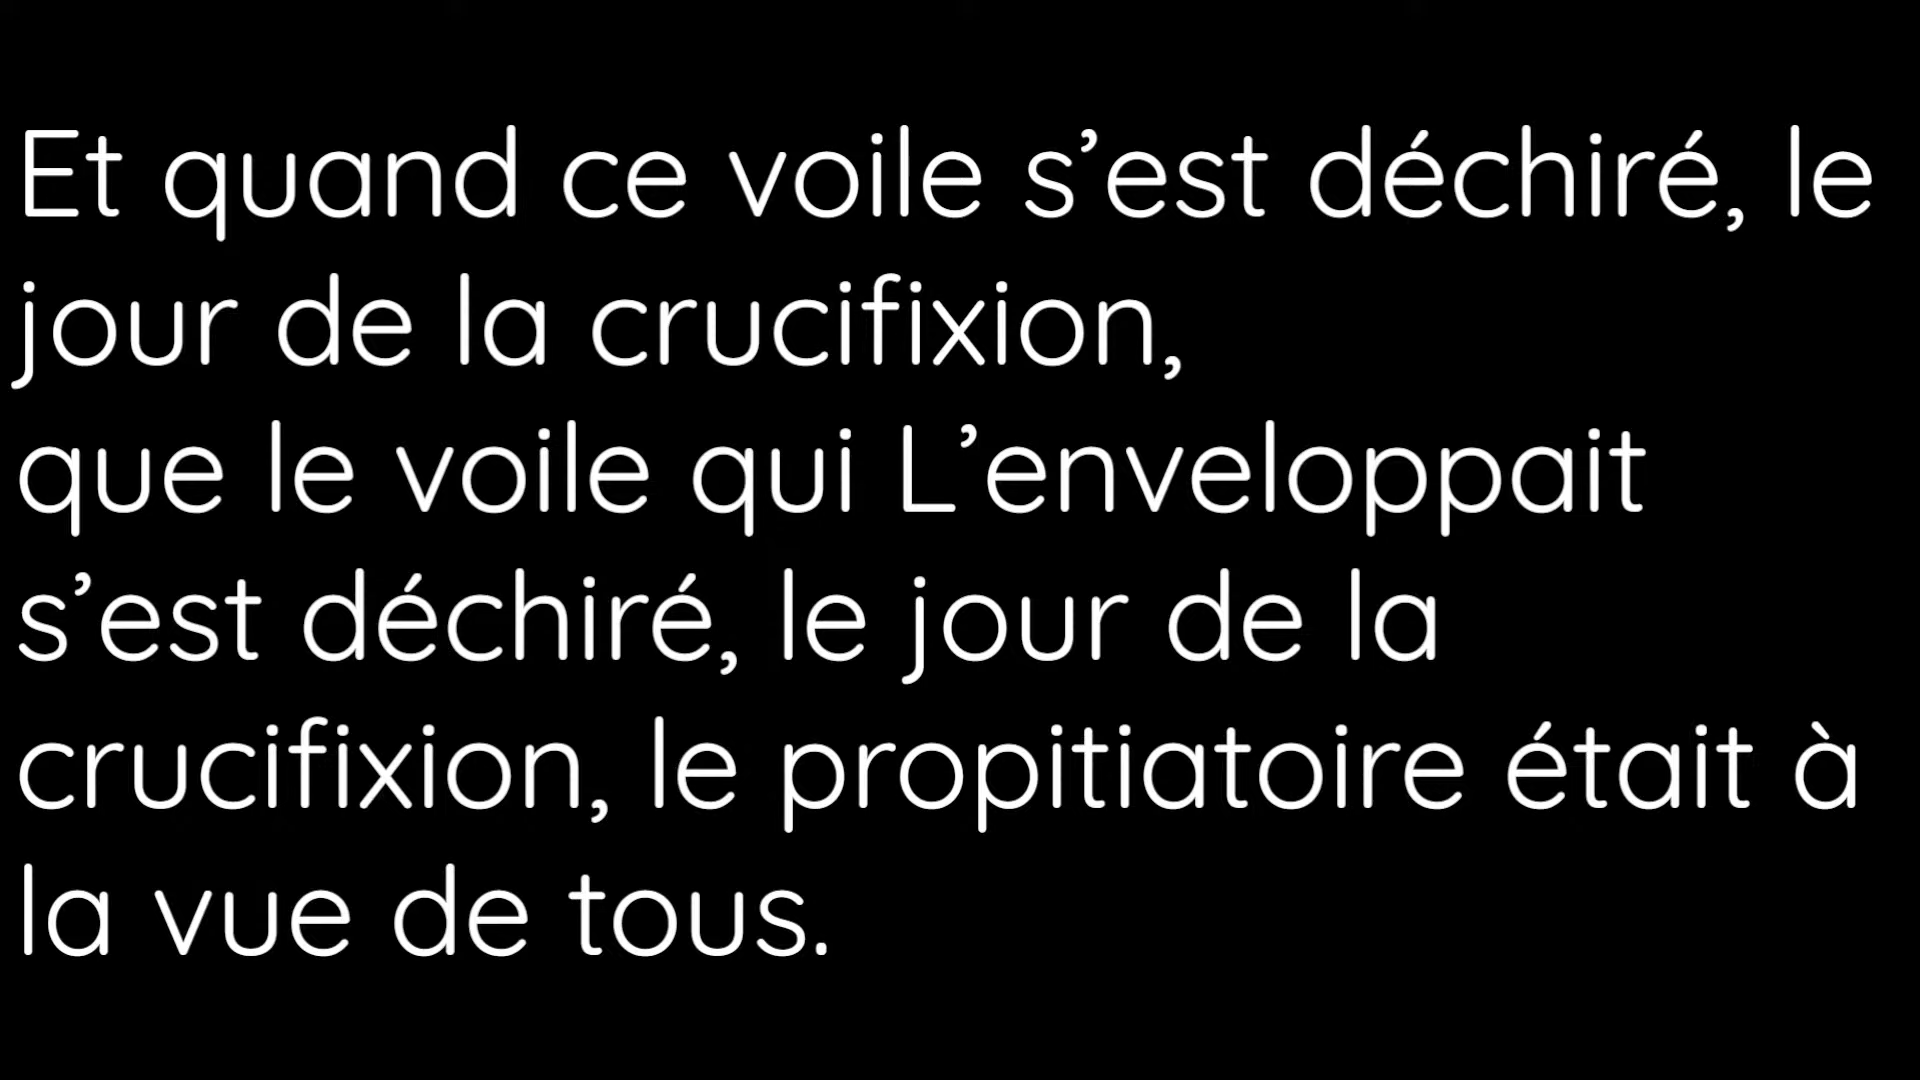 Et quand ce voile s’est déchiré, le
jour de la crucifixion,
que le voile qui L’enveloppait
s’est déchiré, le jour de la
crucifixion, le propitiatoire était à
la vue de tous.